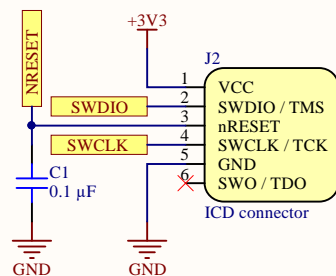 +3V3
NRESET
J2
1 VCC
SWDIO 2 SWDIO / TMS
3 nRESET
SWCLK 4 SWCLK / TCK
5 GND
6 SWO / TDO
C1
0.1 µF
ICD connector
GND
GND